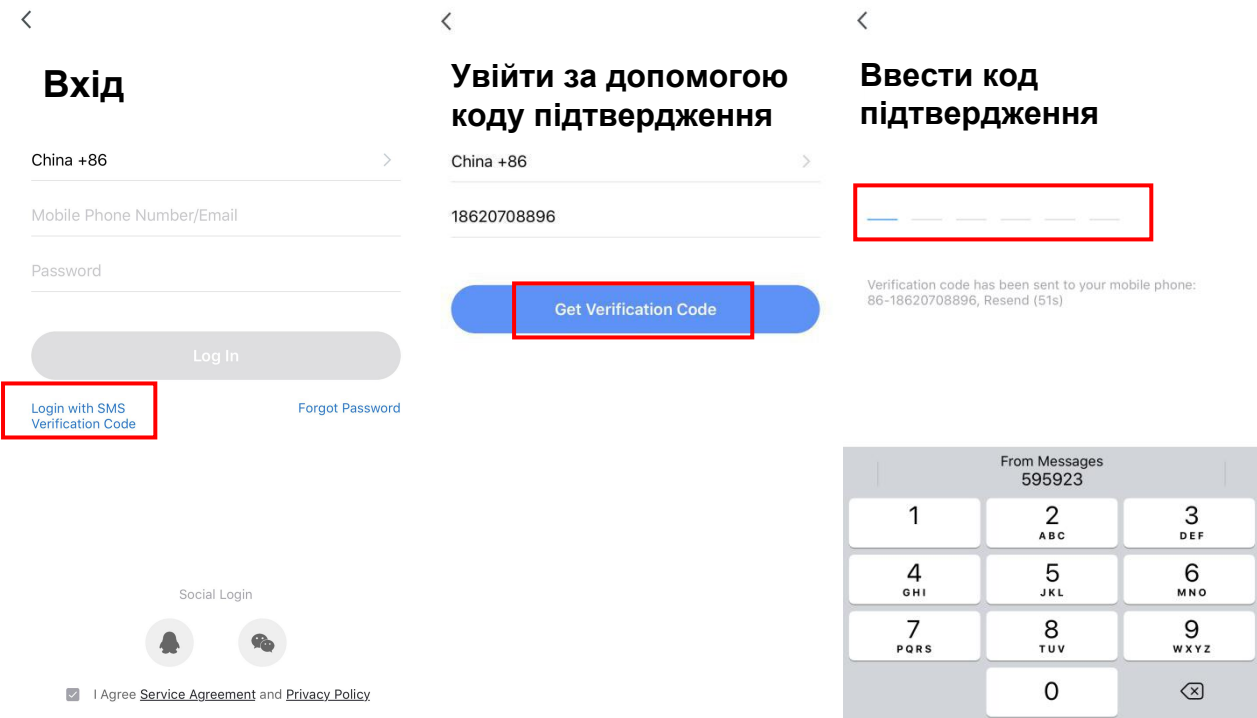 Вхід
China +86
Mobile Phone Number/Email
Password
Log In
Login with SMS
Verification Code
Forgot Password
Social Login
I Agree Service Agreement and Privacy Policy
Увійти за допомогою
коду підтвердження
China +86
18620708896
Get Verification Code
Ввести код
підтвердження
Verification code has been sent to your mobile phone:
86-18620708896, Resend (51s)
From Messages
595923
1
2
ABC
3
DEF
4
GHI
5
JKL
6
MNO
7
PQRS
8
TUV
9
WXYZ
0